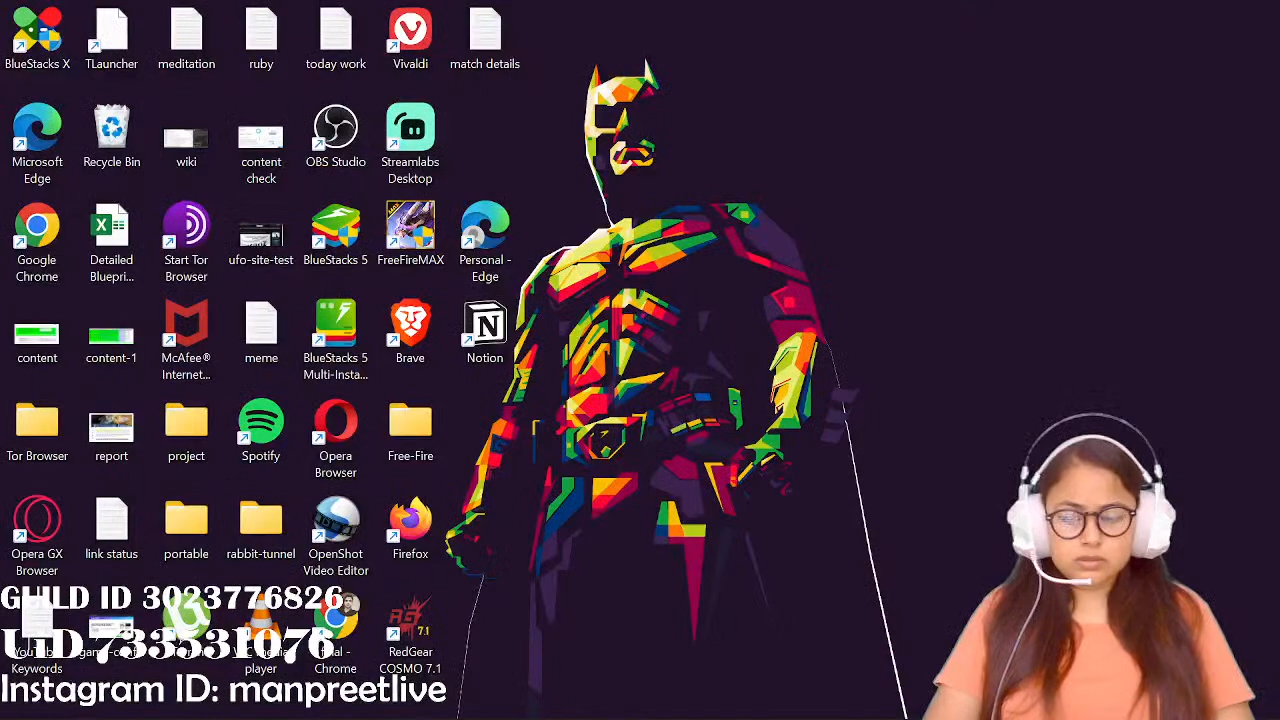 BlueStacks X
TLauncher
meditation
ruby
today work
Vivaldi
match details
Microsoft
Edge
Recycle Bin
wiki
content
check
OBS Studio
Streamlabs
Desktop
Google
Chrome
Detailed
Bluepri...
Start Tor
Browser
ufo-site-test
BlueStacks 5
FreeFireMAX
Personal -
Edge
content
content-1
McAfee®
Internet...
meme
BlueStacks 5
Multi-Insta...
Brave
Notion
Tor Browser
report
project
Spotify
Opera
Browser
Free-Fire
Opera GX
Browser
link status
portable
rabbit-tunnel
OpenShot
Video Editor
Firefox
GUILD ID 3023776826
Keywords
player
Chrome
RedGear
COSMO 7.1
Instagram ID: manpreetlive